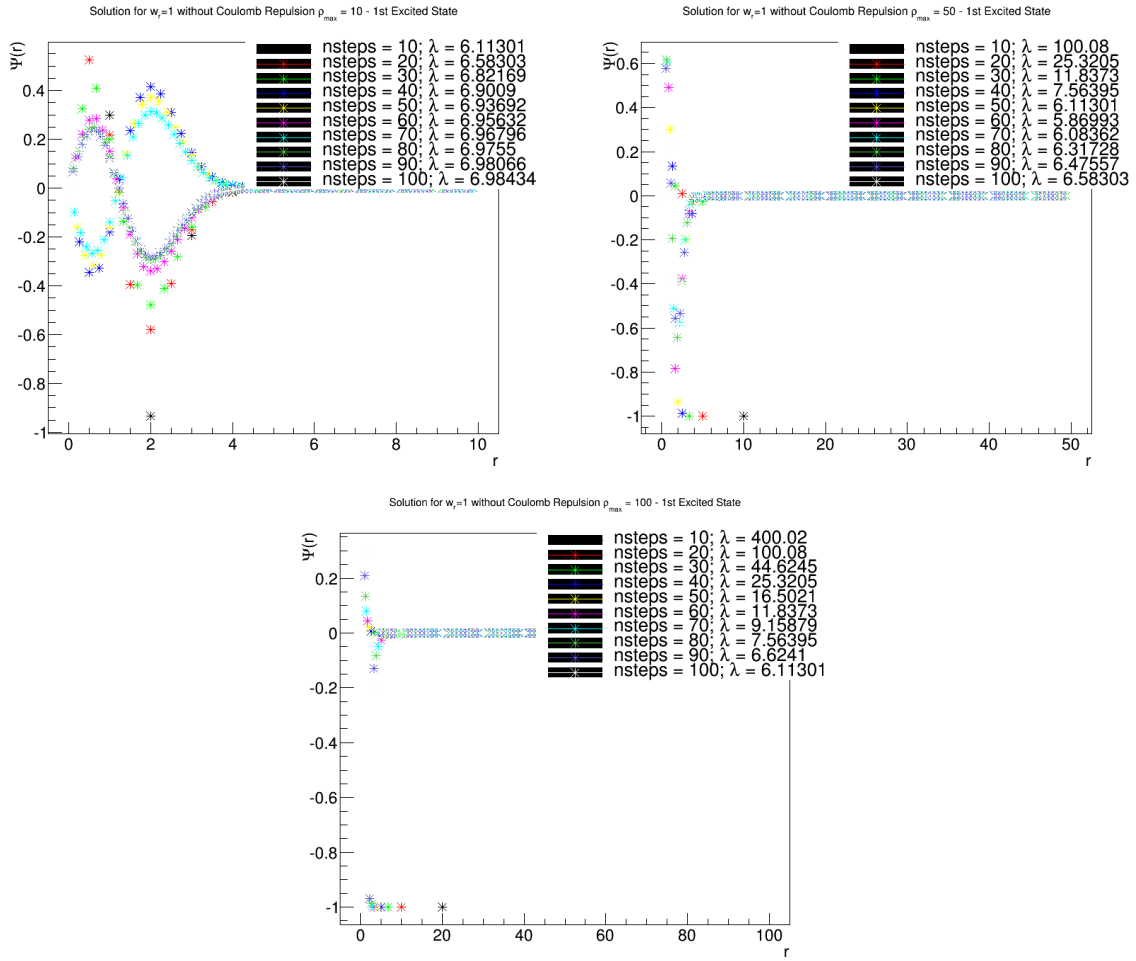 Solution for wr=1 without Coulomb Repulsion ρmax = 10 - 1st Excited State
Ψ(r)
nsteps = 10; λ = 6.11301
nsteps = 20; λ = 6.58303
nsteps = 30; λ = 6.82169
nsteps = 40; λ = 6.9009
nsteps = 50; λ = 6.93692
nsteps = 60; λ = 6.95632
nsteps = 70; λ = 6.96796
nsteps = 80; λ = 6.9755
nsteps = 90; λ = 6.98066
nsteps = 100; λ = 6.98434
0.4
0.2
0
-0.2
-0.4
-0.6
-0.8
-1
0 2 4 6 8 10
r
Solution for wr=1 without Coulomb Repulsion ρmax = 50 - 1st Excited State
Ψ(r)
nsteps = 10; λ = 100.08
nsteps = 20; λ = 25.3205
nsteps = 30; λ = 11.8373
nsteps = 40; λ = 7.56395
nsteps = 50; λ = 6.11301
nsteps = 60; λ = 5.86993
nsteps = 70; λ = 6.08362
nsteps = 80; λ = 6.31728
nsteps = 90; λ = 6.47557
nsteps = 100; λ = 6.58303
0.6
0.4
0.2
0
-0.2
-0.4
-0.6
-0.8
-1
0 10 20 30 40 50
r
Solution for wr=1 without Coulomb Repulsion ρmax = 100 - 1st Excited State
Ψ(r)
nsteps = 10; λ = 400.02
nsteps = 20; λ = 100.08
nsteps = 30; λ = 44.6245
nsteps = 40; λ = 25.3205
nsteps = 50; λ = 16.5021
nsteps = 60; λ = 11.8373
nsteps = 70; λ = 9.15879
nsteps = 80; λ = 7.56395
nsteps = 90; λ = 6.6241
nsteps = 100; λ = 6.11301
0.2
0
-0.2
-0.4
-0.6
-0.8
-1
0 20 40 60 80 100
r